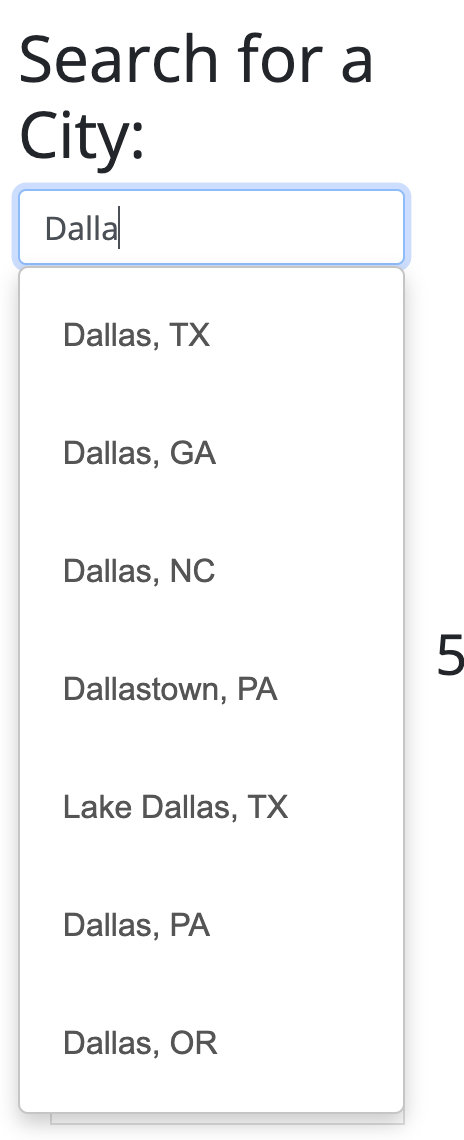 Search for a
City:
Dalla
Dallas, TX
Dallas, GA
Dallas, NC
5
Dallastown, PA
Lake Dallas, TX
Dallas, PA
Dallas, OR